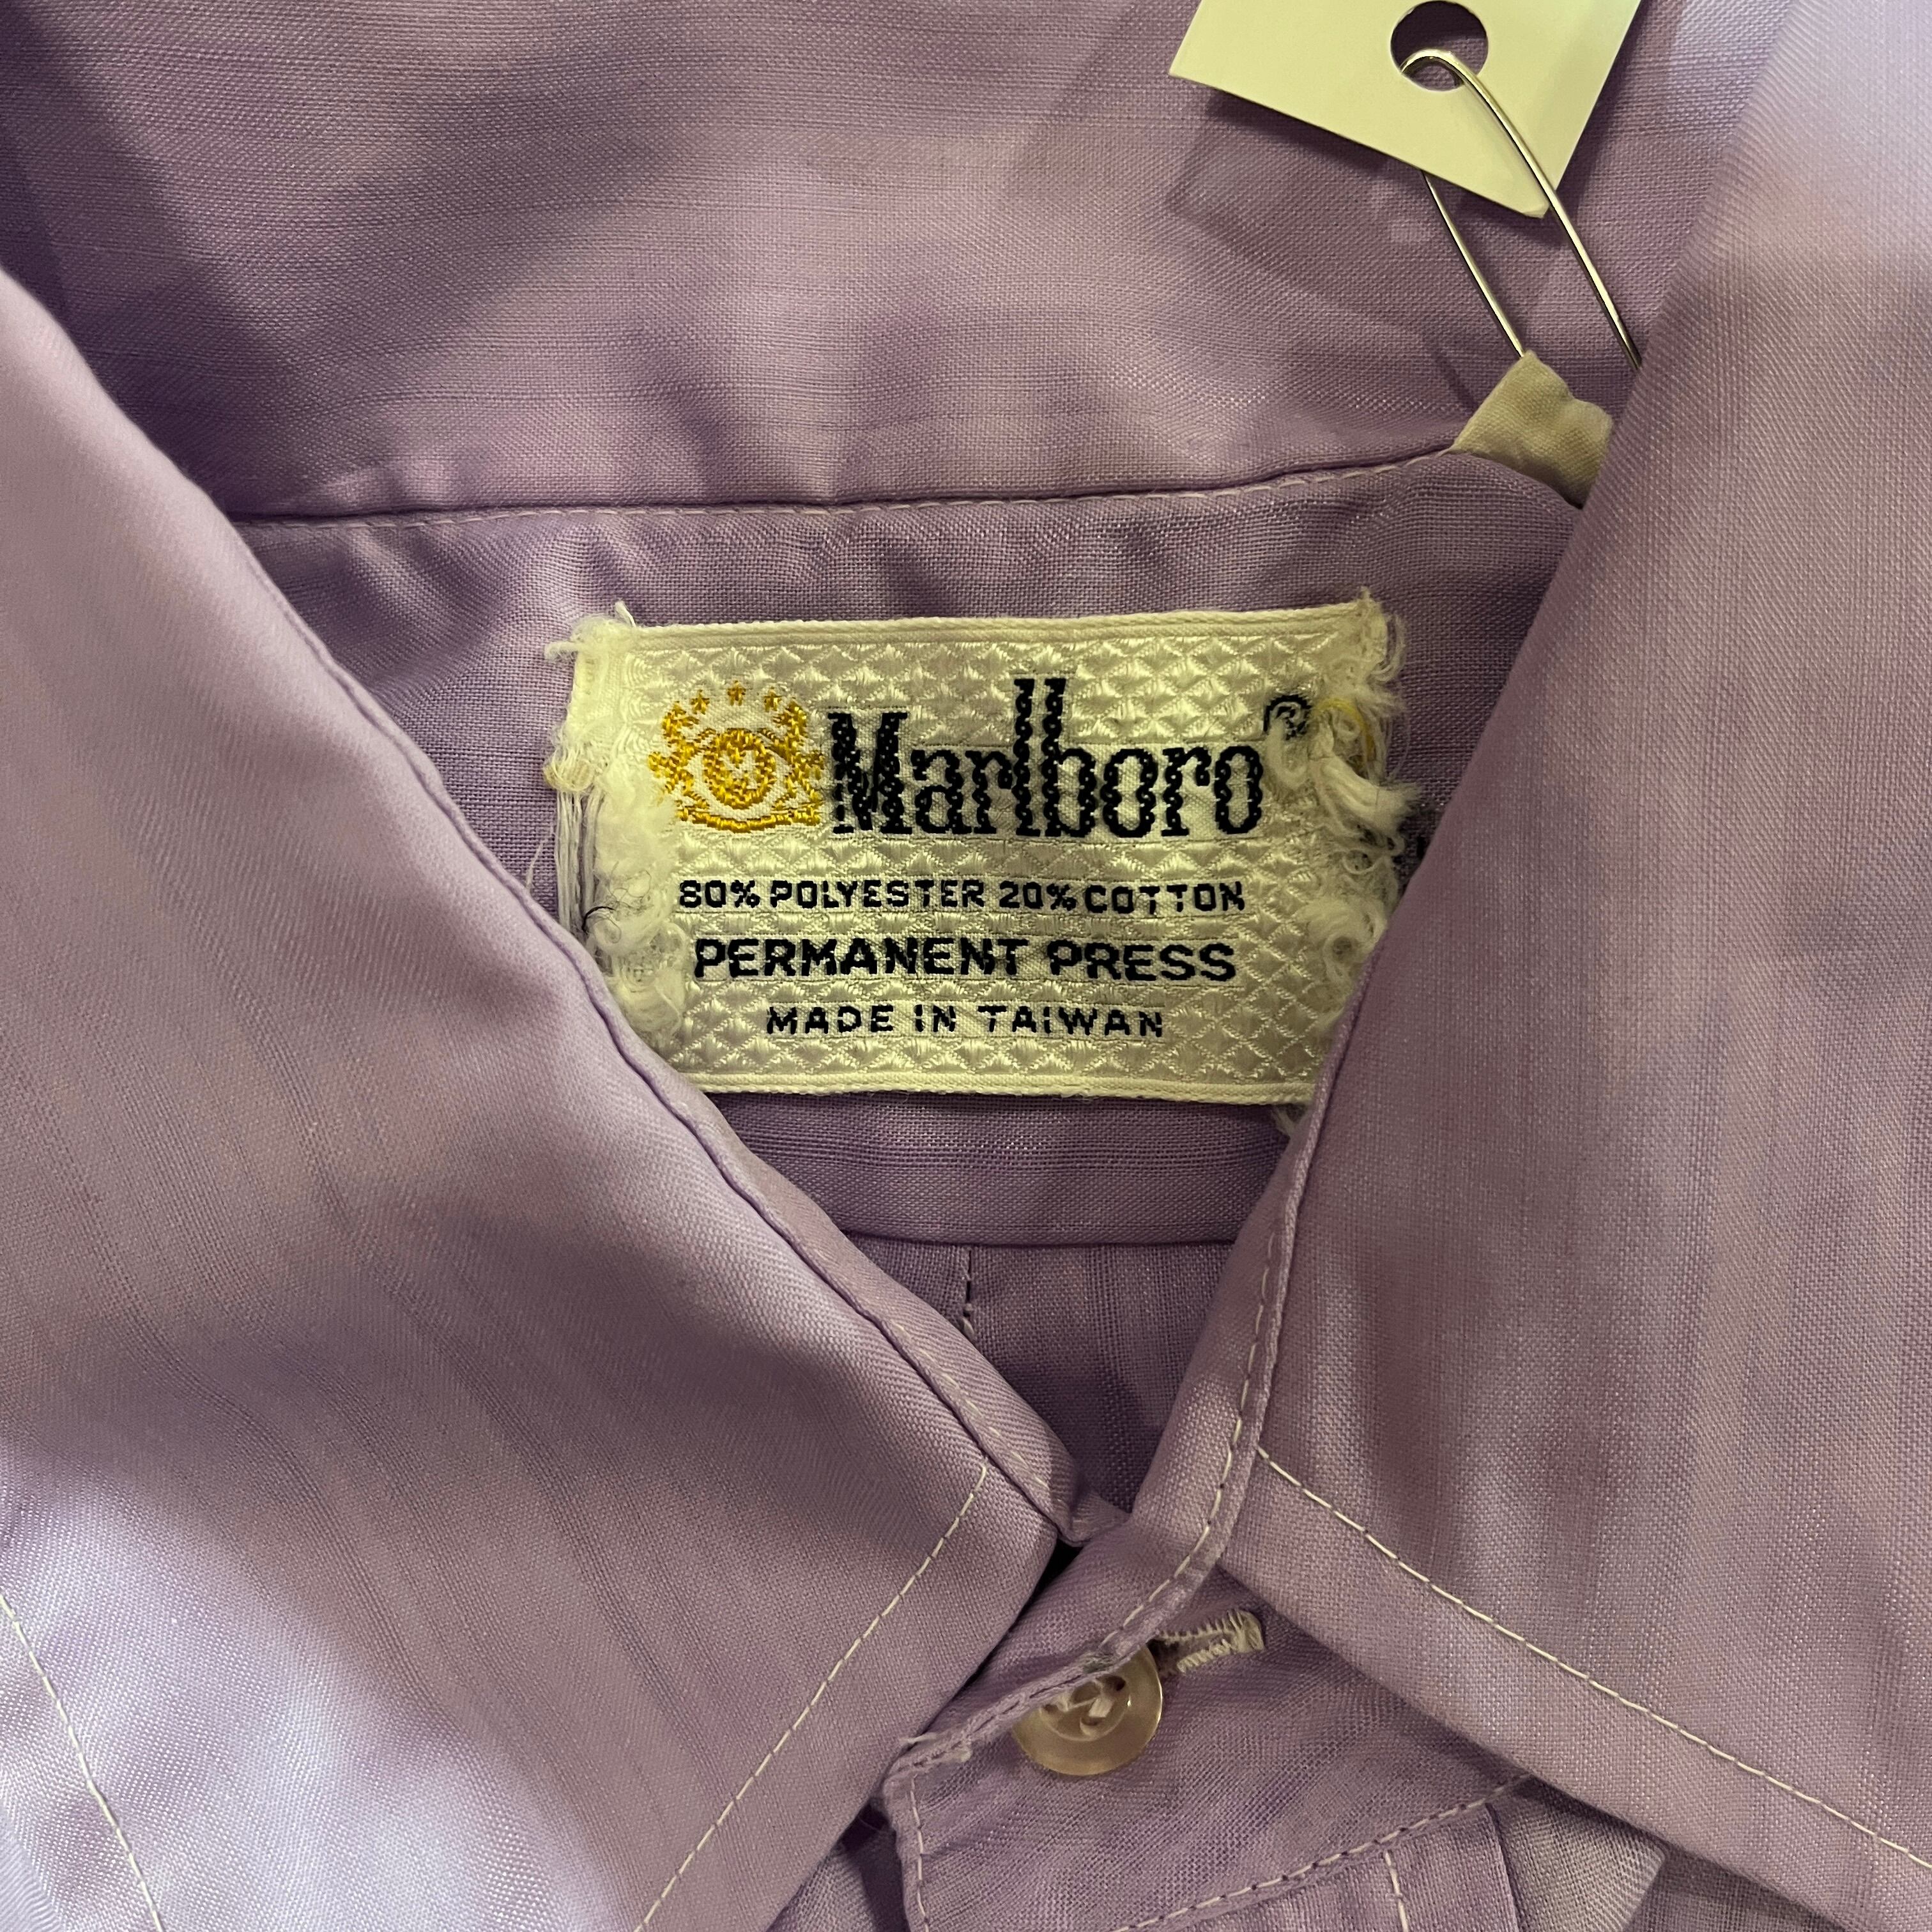 Marlboro®
80% POLYESTER 20% COTTON
PERMANENT PRESS
MADE IN TAIWAN